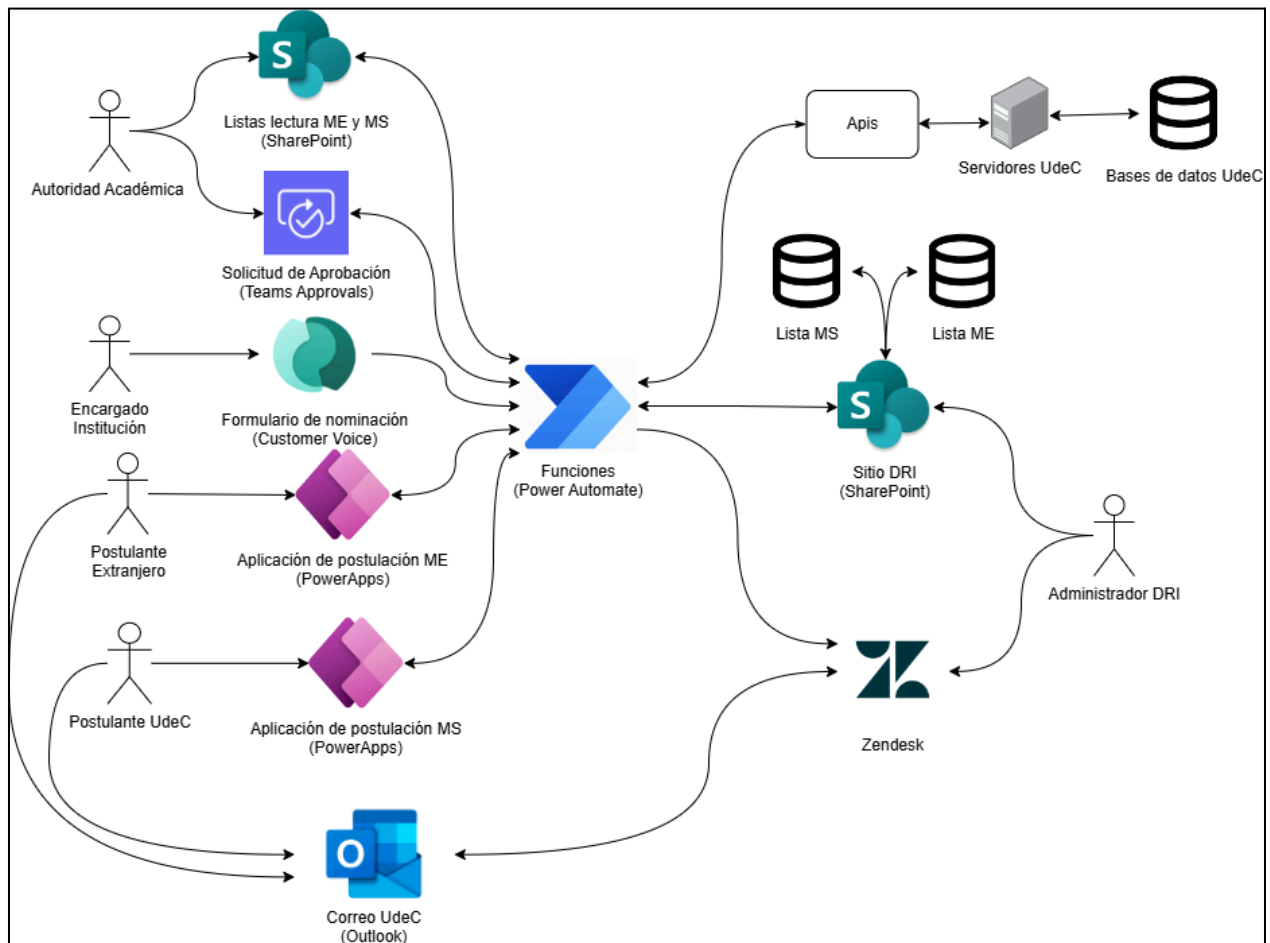 S
Listas lectura ME y MS
(SharePoint)
Autoridad Académica
Solicitud de Aprobación
(Teams Approvals)
Encargado
Institución
Formulario de nominación
(Customer Voice)
Postulante
Extranjero
Aplicación de postulación ME
(PowerApps)
Postulante UdeC
Aplicación de postulación MS
(PowerApps)
O
Correo UdeC
(Outlook)
Funciones
(Power Automate)
Apis
Servidores UdeC
Bases de datos UdeC
Lista MS
Lista ME
S
Sitio DRI
(SharePoint)
Administrador DRI
Zendesk